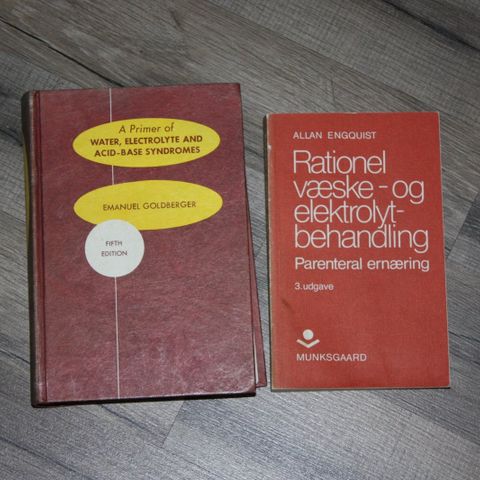 A Primer of
WATER, ELECTROLYTE AND
ACID-BASE SYNDROMES
EMANUEL GOLDBERGER
FIFTH
EDITION
ALLAN ENGQUIST
Rationel
væske-og
elektrolyt-
behandling
Parenteral ernæring
3. udgave
MUNKSGAARD